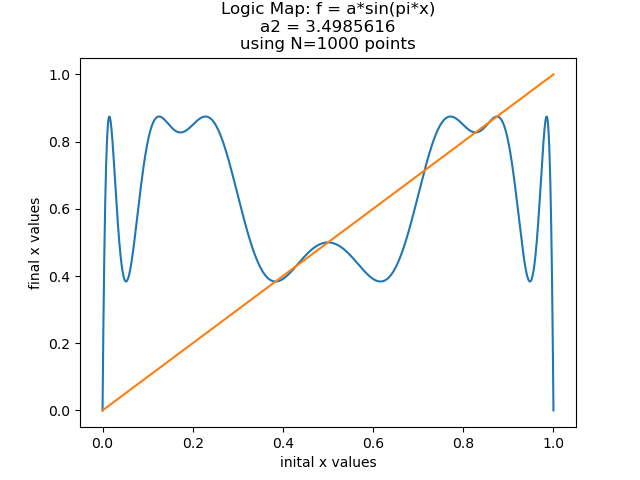 Logic Map: f = a*sin(pi*x)
a2 = 3.4985616
using N=1000 points
1.0
0.8
0.6
0.4
0.2
0.0
final x values
0.0 0.2 0.4 0.6 0.8 1.0
inital x values